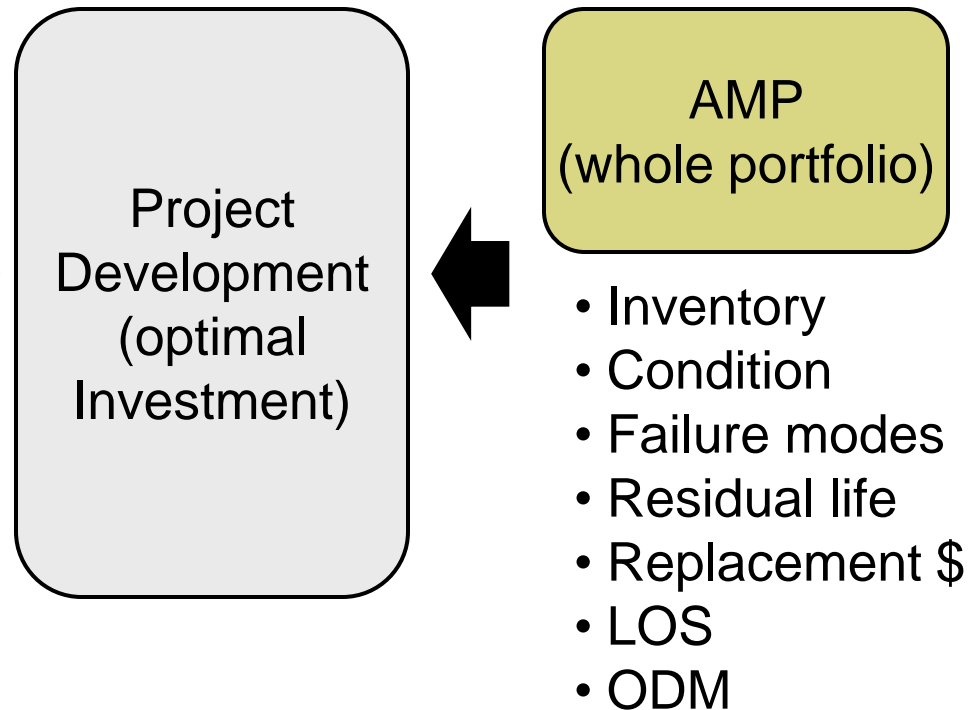 Project
Development
(optimal
Investment)
AMP
(whole portfolio)
• Inventory
• Condition
• Failure modes
• Residual life
• Replacement $
• LOS
• ODM